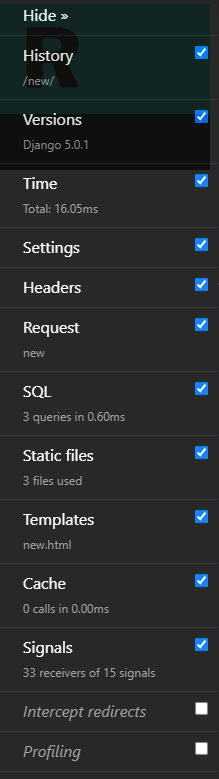 Hide »
R
History
/new/
Versions
Django 5.0.1
Time
Total: 16.05ms
Settings
Headers
Request
new
SQL
3 queries in 0.60ms
Static files
3 files used
Templates
new.html
Cache
0 calls in 0.00ms
Signals
33 receivers of 15 signals
Intercept redirects
Profiling